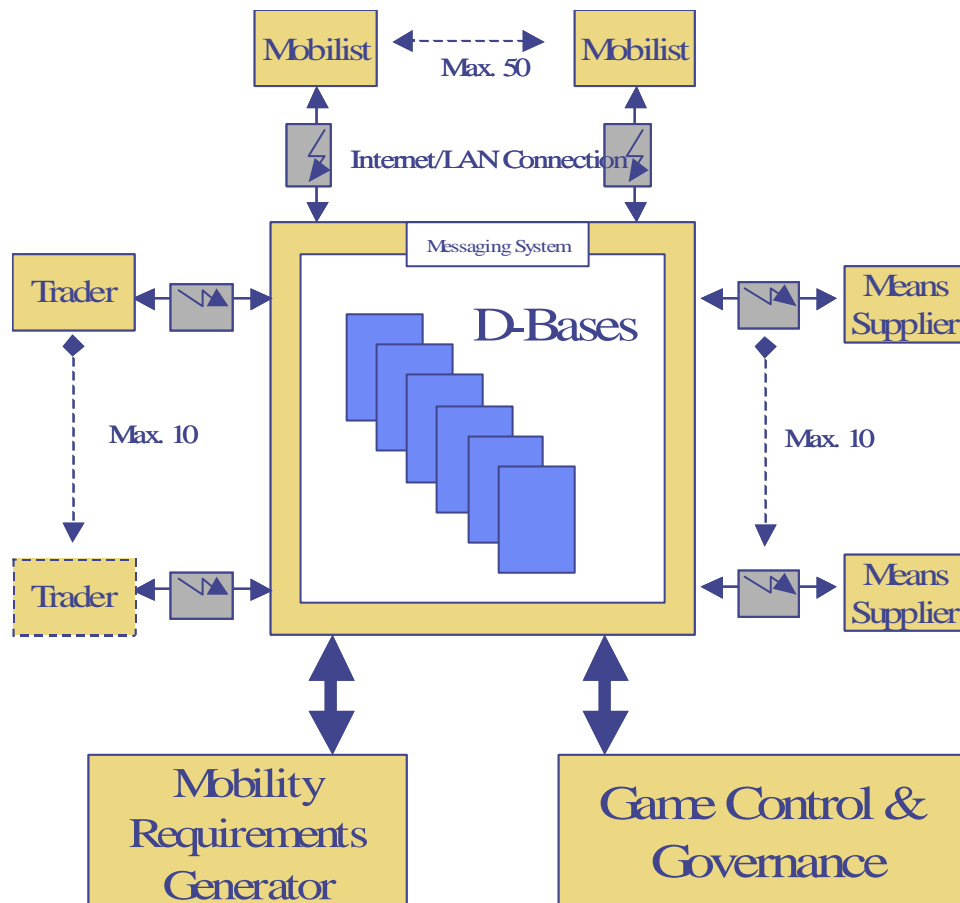 Mobilist
Mobilist
Max. 50
Internet/LAN Connection
Messaging System
Trader
Means
Supplier
D-Bases
Max. 10
Max. 10
Trader
Means
Supplier
Mobility
Requirements
Generator
Game Control &
Governance